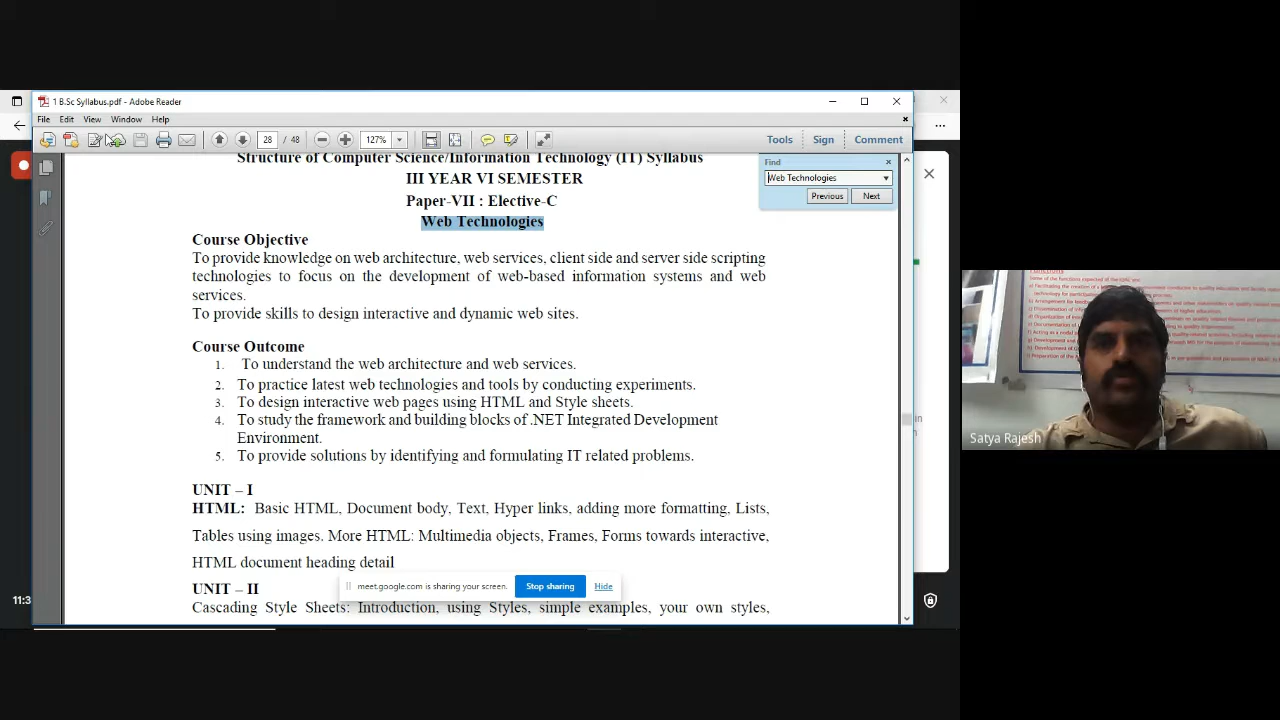 1 B.Sc Syllabus.pdf - Adobe Reader
File Edit View Window Help
28 / 48
127%
Tools Sign Comment
Find
Web Technologies
Previous Next
Structure of Computer Science/Information Technology (IT) Syllabus
III YEAR VI SEMESTER
Paper-VII : Elective-C
Web Technologies
Course Objective
To provide knowledge on web architecture, web services, client side and server side scripting
technologies to focus on the development of web-based information systems and web
services.
To provide skills to design interactive and dynamic web sites.
Course Outcome
1. To understand the web architecture and web services.
2. To practice latest web technologies and tools by conducting experiments.
3. To design interactive web pages using HTML and Style sheets.
4. To study the framework and building blocks of .NET Integrated Development
Environment.
5. To provide solutions by identifying and formulating IT related problems.
UNIT – I
HTML: Basic HTML, Document body, Text, Hyper links, adding more formatting, Lists,
Tables using images. More HTML: Multimedia objects, Frames, Forms towards interactive,
HTML document heading detail
UNIT – II
Cascading Style Sheets: Introduction, using Styles, simple examples, your own styles,
meet.google.com is sharing your screen. Stop sharing Hide
11:3
in
Satya Rajesh